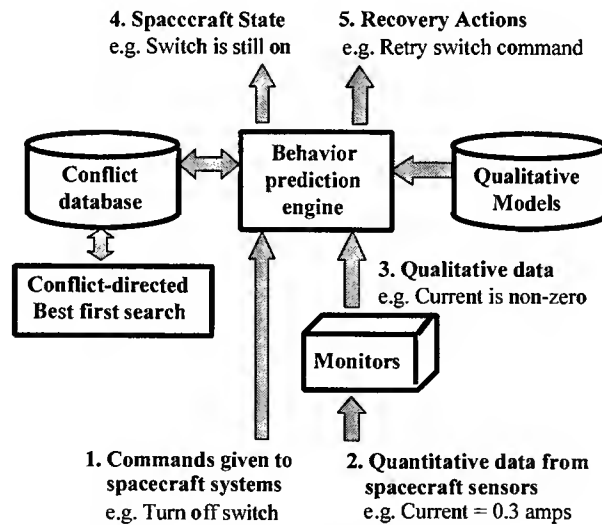 4. Spacccraft State
e.g. Switch is still on
5. Recovery Actions
e.g. Retry switch command
Conflict
database
Behavior
prediction
engine
Qualitative
Models
Conflict-directed
Best first search
3. Qualitative data
e.g. Current is non-zero
Monitors
1. Commands given to
spacecraft systems
e.g. Turn off switch
2. Quantitative data from
spacecraft sensors
e.g. Current = 0.3 amps